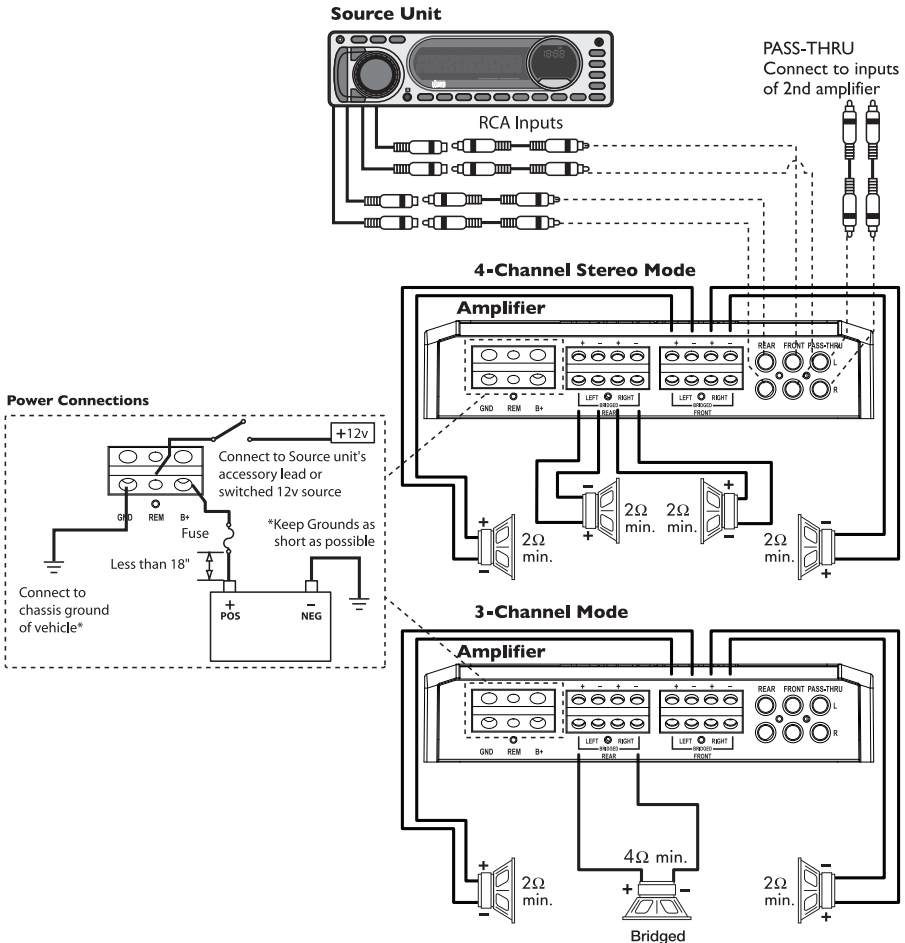 Source Unit
PASS-THRU
Connect to inputs
of 2nd amplifier
RCA Inputs
4-Channel Stereo Mode
Amplifier
+ - + -
+ - + -
REAR FRONT PASS-THRU
L
R
GND REM B+
LEFT RIGHT
BRIDGED
REAR
LEFT RIGHT
BRIDGED
FRONT
Power Connections
+12v
Connect to Source unit's
accessory lead or
switched 12v source
GND REM B+
Fuse
*Keep Grounds as
short as possible
Less than 18"
Connect to
chassis ground
of vehicle*
+
POS
-
NEG
+
-
2Ω
min.
-
+
2Ω
min.
2Ω
min.
+
-
2Ω
min.
-
+
3-Channel Mode
Amplifier
+ - + -
+ - + -
REAR FRONT PASS-THRU
L
R
GND REM B+
LEFT RIGHT
BRIDGED
REAR
LEFT RIGHT
BRIDGED
FRONT
+
-
2Ω
min.
4Ω min.
+ -
Bridged
2Ω
min.
-
+